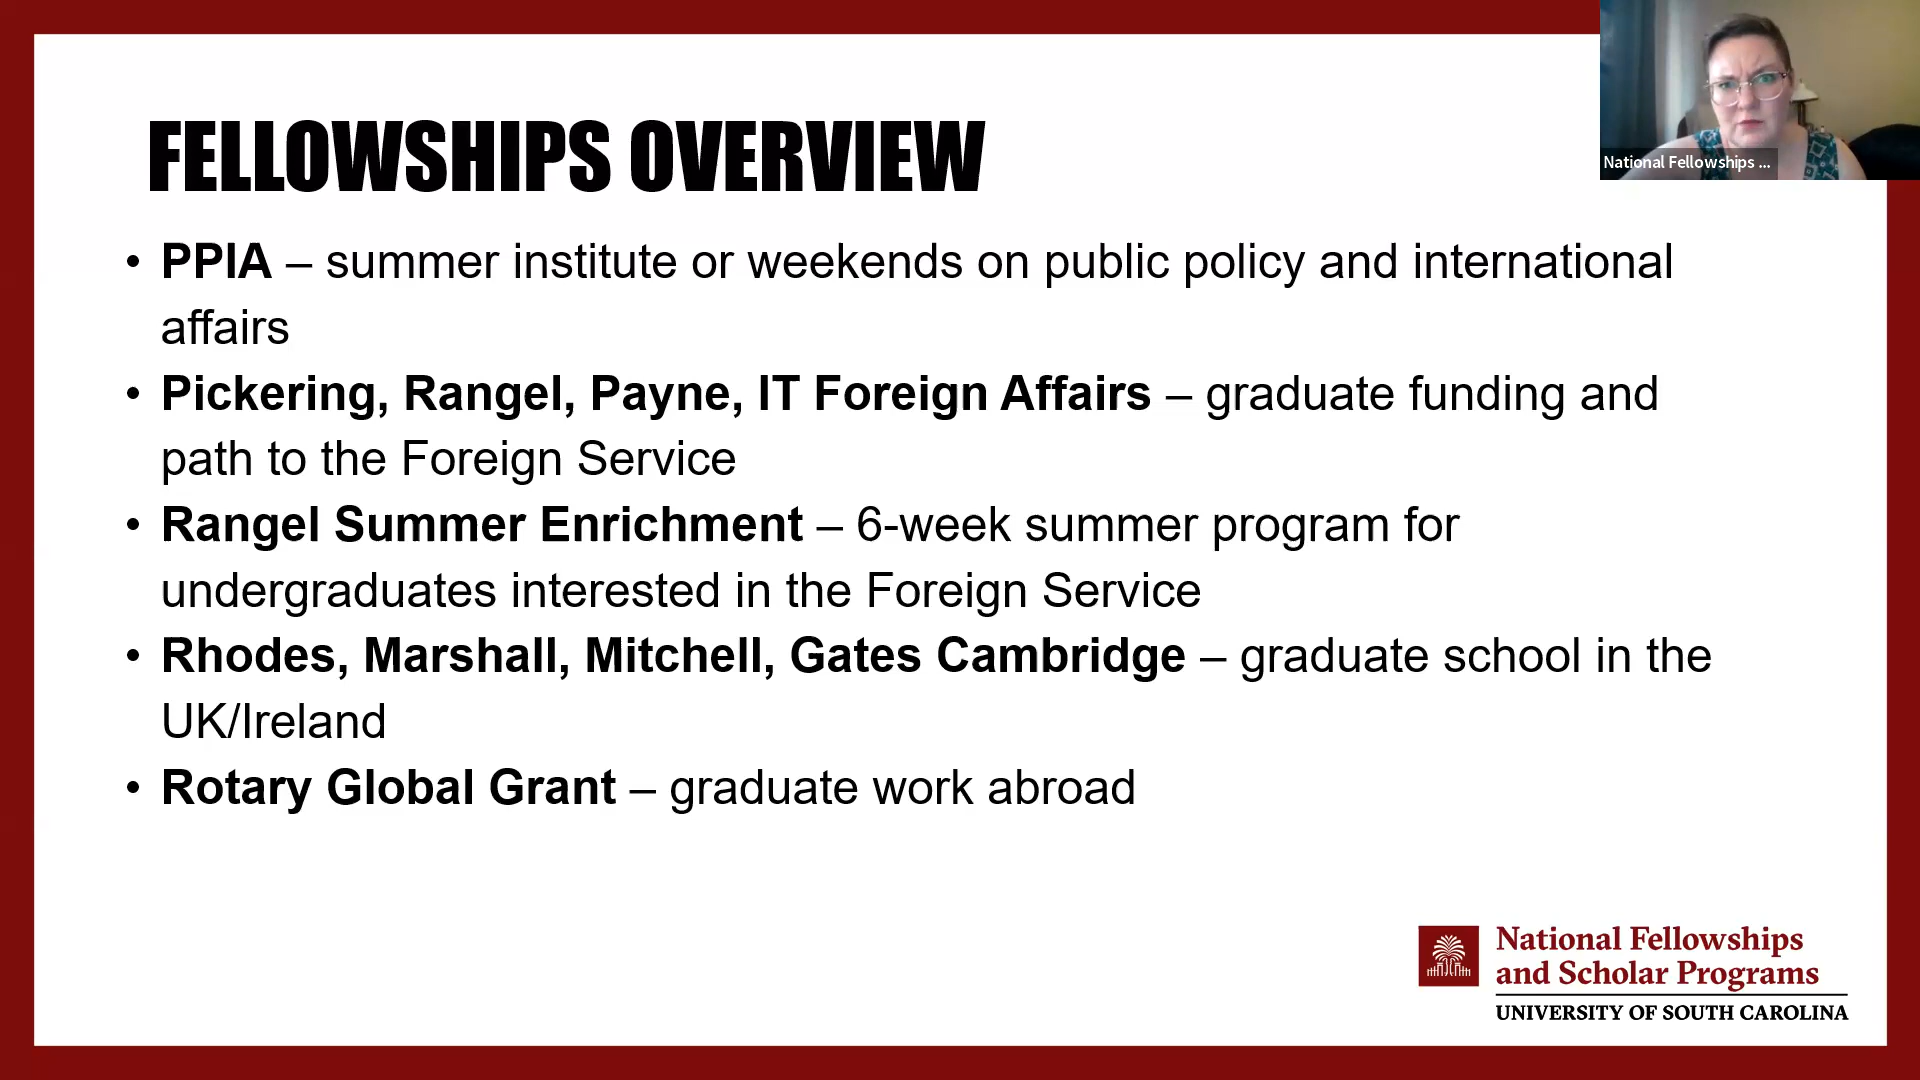 FELLOWSHIPS OVERVIEW
National Fellowships ...
• PPIA – summer institute or weekends on public policy and international
affairs
• Pickering, Rangel, Payne, IT Foreign Affairs – graduate funding and
path to the Foreign Service
• Rangel Summer Enrichment – 6-week summer program for
undergraduates interested in the Foreign Service
• Rhodes, Marshall, Mitchell, Gates Cambridge – graduate school in the
UK/Ireland
• Rotary Global Grant – graduate work abroad
National Fellowships
and Scholar Programs
UNIVERSITY OF SOUTH CAROLINA